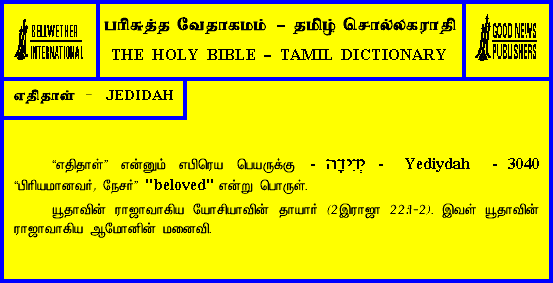 BELLWETHER
INTERNATIONAL
பரிசுத்த வேதாகமம் – தமிழ் சொல்லகராதி
THE HOLY BIBLE – TAMIL DICTIONARY
GOOD NEWS
PUBLISHERS
எதிதாள் – JEDIDAH
“எதிதாள்” என்னும் எபிரெய பெயருக்கு - יְדִידָה - Yediydah - 3040
“பிரியமானவர், நேசர்” "beloved" என்று பொருள்.
யூதாவின் ராஜாவாகிய யோசியாவின் தாயார் (2இராஜா 22:1-2). இவள் யூதாவின்
ராஜாவாகிய ஆமோனின் மனைவி.